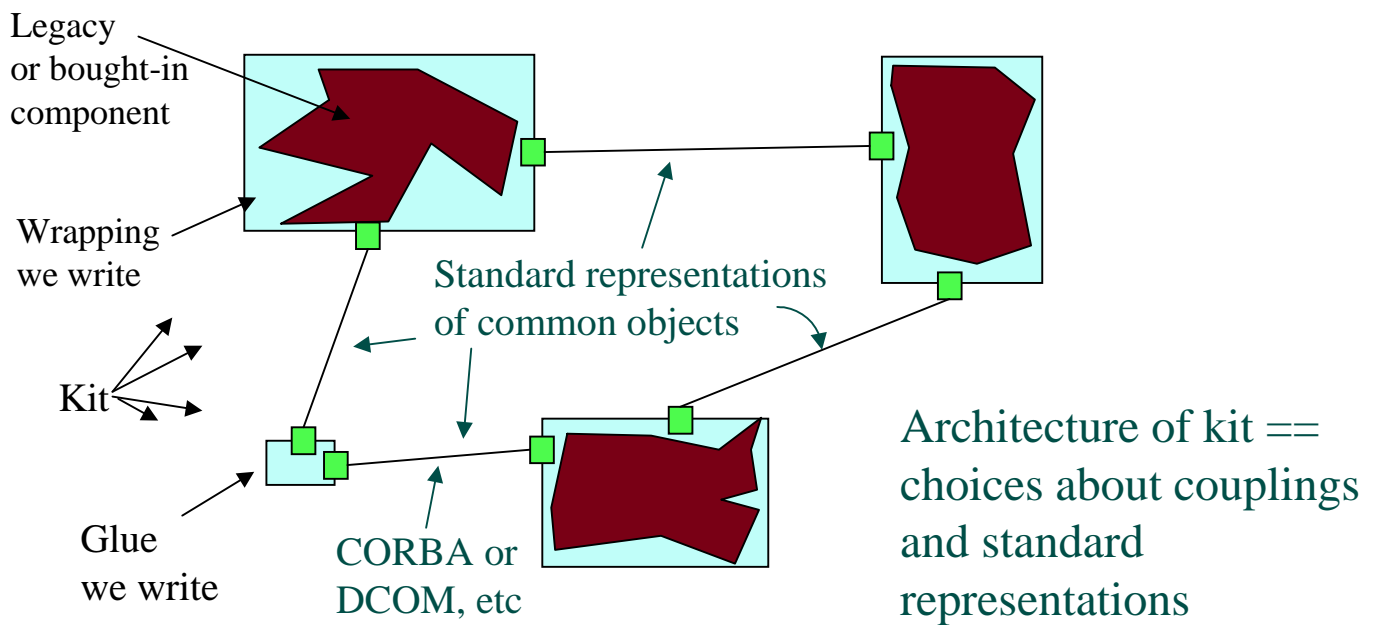 Legacy
or bought-in
component
Wrapping
we write
Standard representations
of common objects
Kit
Glue
we write
CORBA or
DCOM, etc
Architecture of kit ==
choices about couplings
and standard
representations